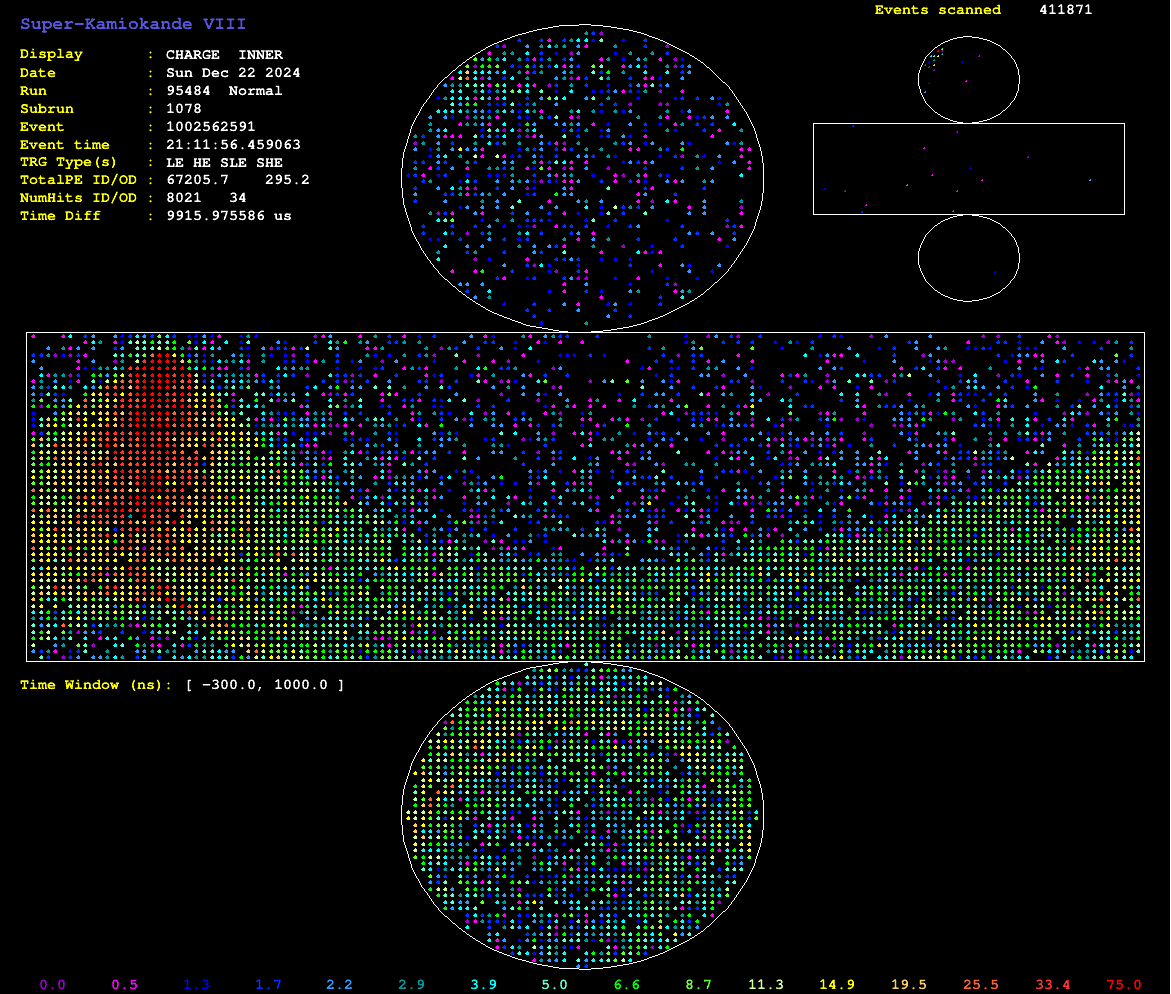 Super-Kamiokande VIII
Display : CHARGE INNER
Date : Sun Dec 22 2024
Run : 95484 Normal
Subrun : 1078
Event : 1002562591
Event time : 21:11:56.459063
TRG Type(s) : LE HE SLE SHE
TotalPE ID/OD : 67205.7 295.2
NumHits ID/OD : 8021 34
Time Diff : 9915.975586 us
Events scanned 411871
Time Window (ns): [ −300.0, 1000.0 ]
0.0 0.5 1.3 1.7 2.2 2.9 3.9 5.0 6.6 8.7 11.3 14.9 19.5 25.5 33.4 75.0